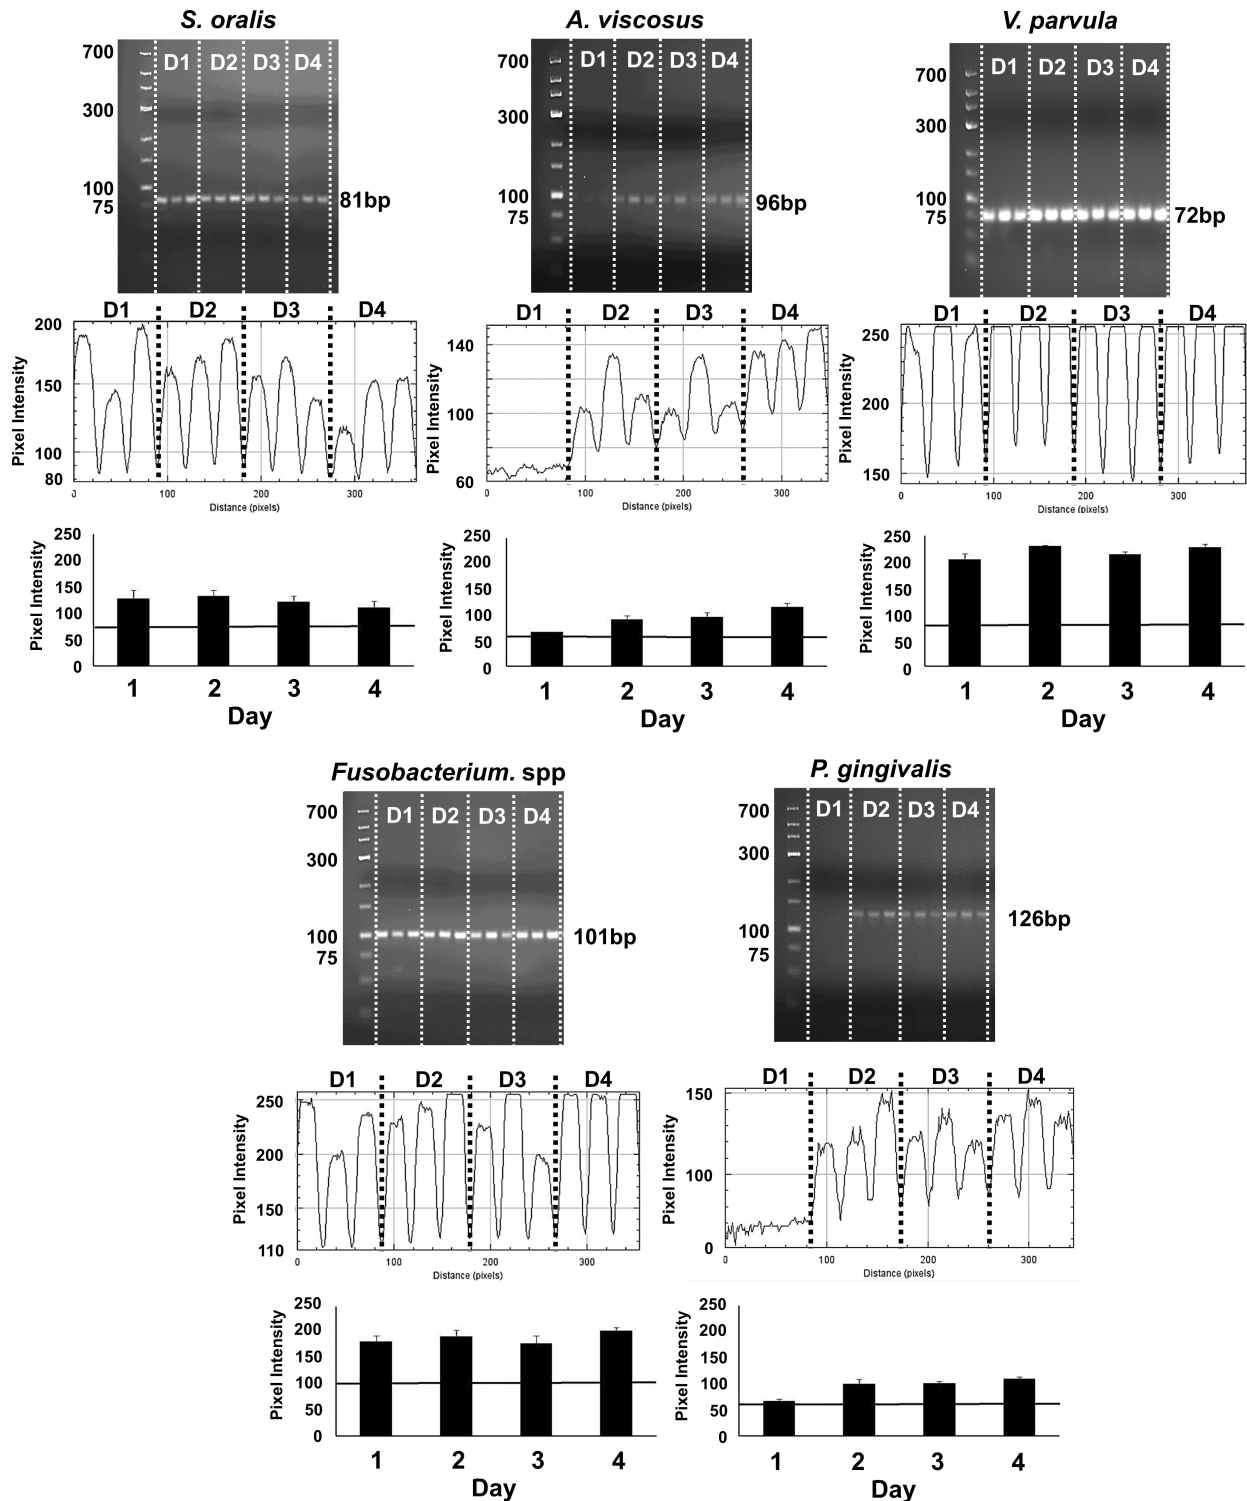 S. oralis
A. viscosus
V. parvula
700
300
100
75
D1 D2 D3 D4
81bp
700
300
100
75
D1 D2 D3 D4
96bp
700
300
100
75
D1 D2 D3 D4
72bp
D1 D2 D3 D4
Pixel Intensity
200
150
100
80
0 100 200 300
Distance (pixels)
D1 D2 D3 D4
Pixel Intensity
140
100
60
0 100 200 300
Distance (pixels)
D1 D2 D3 D4
Pixel Intensity
250
200
150
0 100 200 300
Distance (pixels)
Pixel Intensity
250
200
150
100
50
0
1 2 3 4
Day
Pixel Intensity
250
200
150
100
50
0
1 2 3 4
Day
Pixel Intensity
250
200
150
100
50
0
1 2 3 4
Day
Fusobacterium. spp
P. gingivalis
700
300
100
75
D1 D2 D3 D4
101bp
700
300
100
75
D1 D2 D3 D4
126bp
D1 D2 D3 D4
Pixel Intensity
250
200
150
110
0 100 200 300
Distance (pixels)
D1 D2 D3 D4
Pixel Intensity
150
100
0
0 100 200 300
Distance (pixels)
Pixel Intensity
250
200
150
100
50
0
1 2 3 4
Day
Pixel Intensity
250
200
150
100
50
0
1 2 3 4
Day